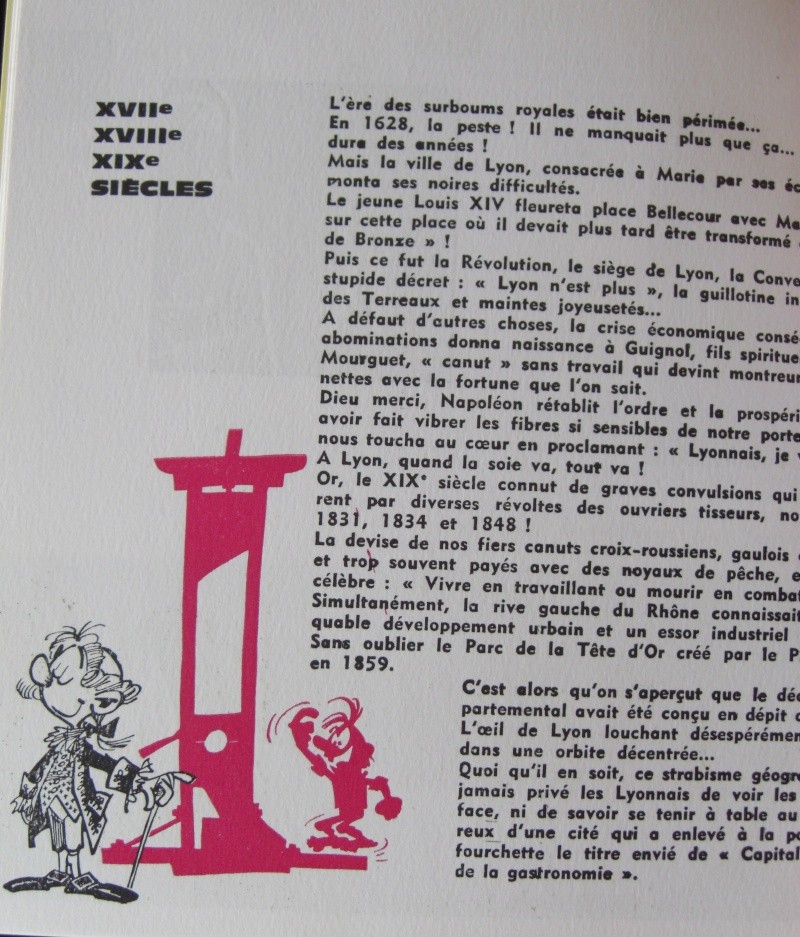 XVIIe
XVIIIe
XIXe
SIÈCLES
L'ère des surboums royales était bien périmée...
En 1628, la peste ! Il ne manquait plus que ça...
dura des années !
Mais la ville de Lyon, consacrée à Marie par ses
monta ses noires difficultés.
Le jeune Louis XIV fleureta place Bellecour avec
sur cette place où il devait plus tard être transformé
de Bronze » !
Puis ce fut la Révolution, le siège de Lyon, la
stupide décret : « Lyon n'est plus », la guillotine
des Terreaux et maintes joyeusetés...
A défaut d'autres choses, la crise économique
abominations donna naissance à Guignol, fils
Mourguet, « canut » sans travail qui devint
nettes avec la fortune que l'on sait.
Dieu merci, Napoléon rétablit l'ordre et la
avoir fait vibrer les fibres si sensibles de notre
nous toucha au cœur en proclamant : « Lyonnais, je
A Lyon, quand la soie va, tout va !
Or, le XIXe siècle connut de graves convulsions qui
rent par diverses révoltes des ouvriers tisseurs,
1831, 1834 et 1848 !
La devise de nos fiers canuts croix-roussiens, gaulois
et trop souvent payés avec des noyaux de pêche,
célèbre : « Vivre en travaillant ou mourir en
Simultanément, la rive gauche du Rhône connaissait
quable développement urbain et un essor industriel
Sans oublier le Parc de la Tête d'Or créé par le
en 1859.
C'est alors qu'on s'aperçut que le
partemental avait été conçu en dépit
L'œil de Lyon louchant
dans une orbite décentrée...
Quoi qu'il en soit, ce strabisme
jamais privé les Lyonnais de voir les
face, ni de savoir se tenir à table au
reux d'une cité qui a enlevé à la
fourchette le titre envié de «
de la gastronomie ».